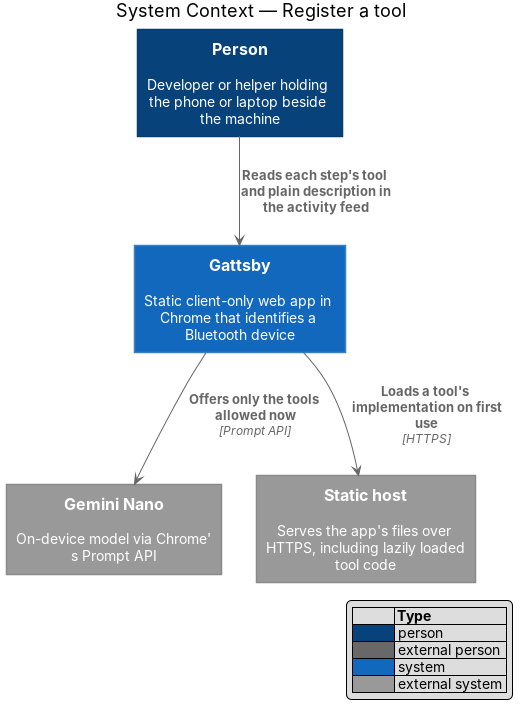 System Context — Register a tool
Person
Developer or helper holding
the phone or laptop beside
the machine
Reads each step's tool
and plain description in
the activity feed
Gattsby
Static client-only web app in
Chrome that identifies a
Bluetooth device
Offers only the tools
allowed now
[Prompt API]
Loads a tool's
implementation on first
use
[HTTPS]
Gemini Nano
On-device model via Chrome'
s Prompt API
Static host
Serves the app's files over
HTTPS, including lazily loaded
tool code
Type
person
external person
system
external system